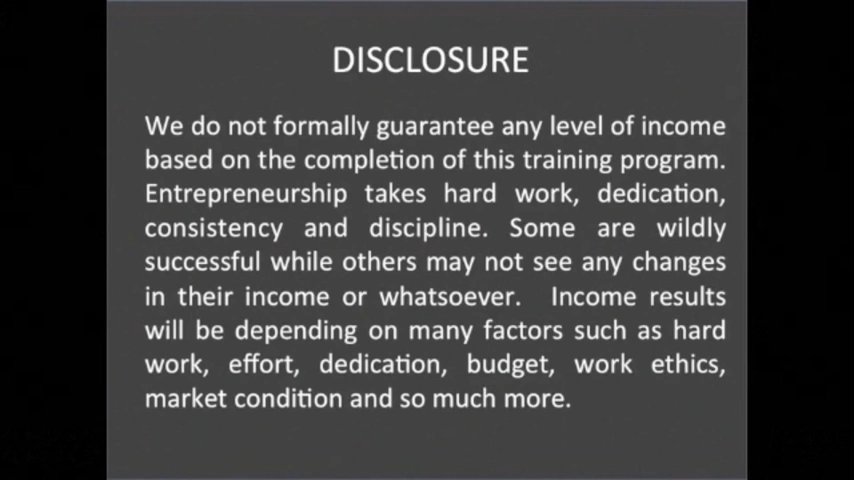 DISCLOSURE
We do not formally guarantee any level of income
based on the completion of this training program.
Entrepreneurship takes hard work, dedication,
consistency and discipline. Some are wildly
successful while others may not see any changes
in their income or whatsoever. Income results
will be depending on many factors such as hard
work, effort, dedication, budget, work ethics,
market condition and so much more.